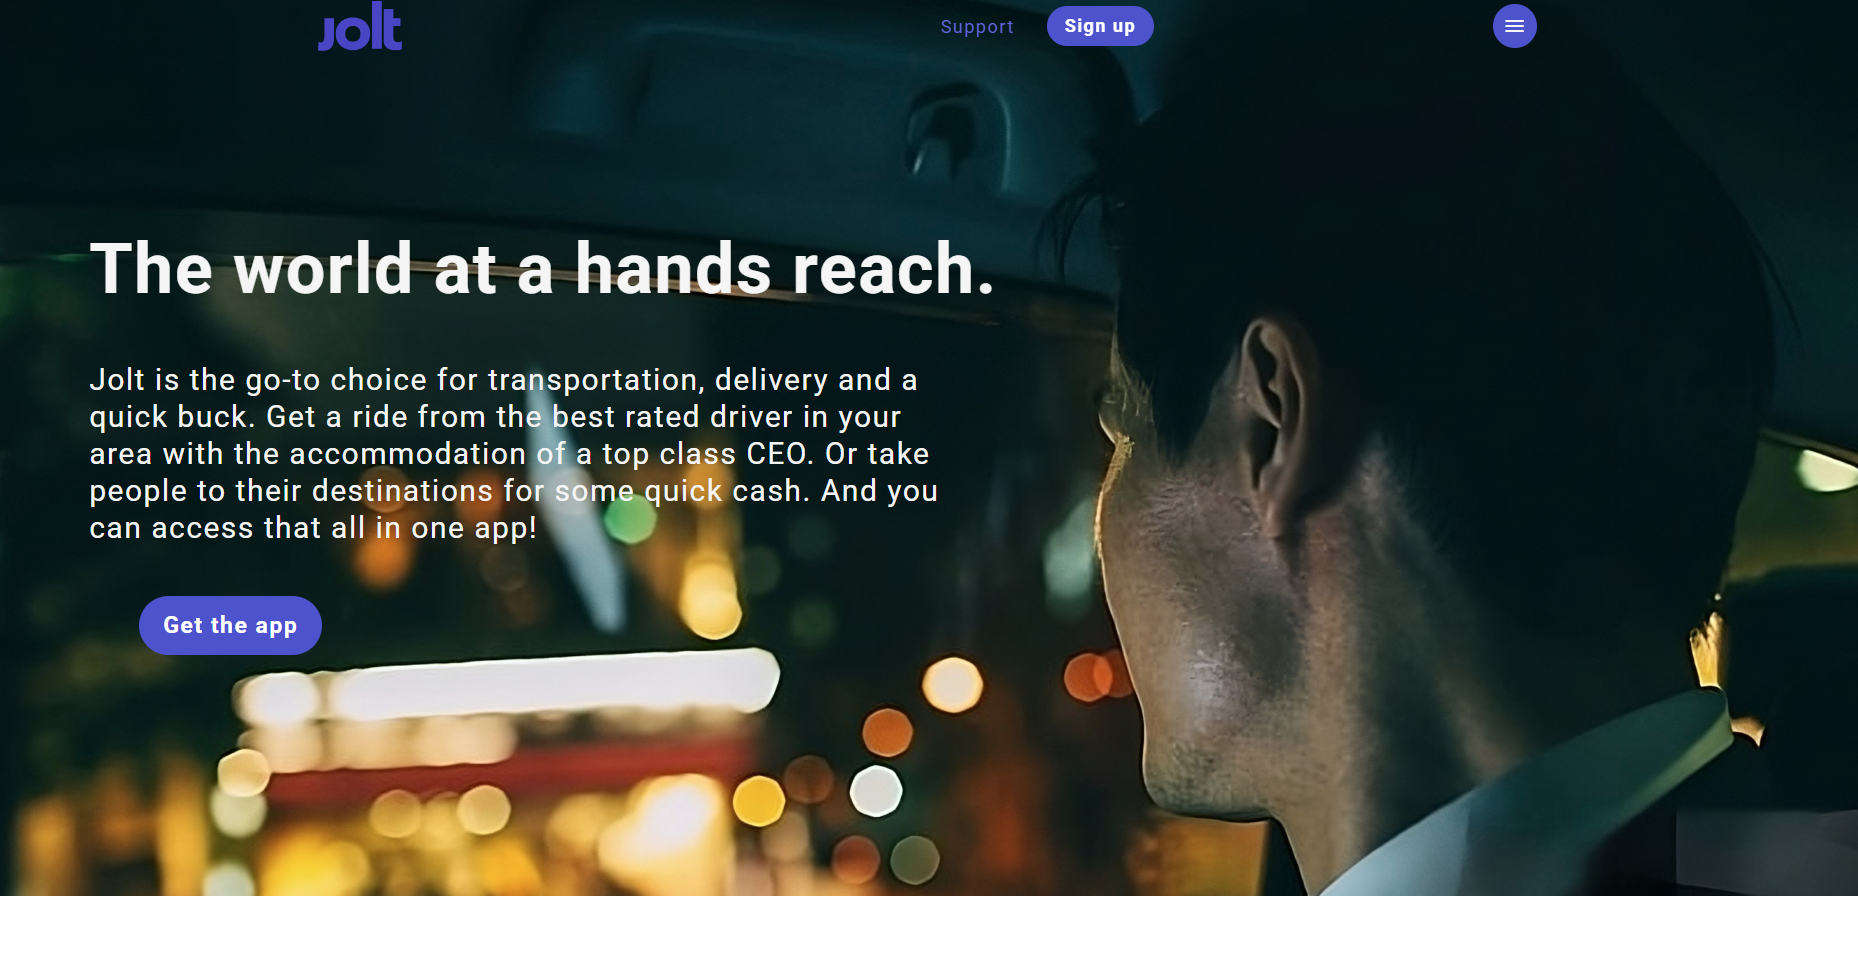 Jolt
Support
Sign up
The world at a hands reach.
Jolt is the go-to choice for transportation, delivery and a
quick buck. Get a ride from the best rated driver in your
area with the accommodation of a top class CEO. Or take
people to their destinations for some quick cash. And you
can access that all in one app!
Get the app